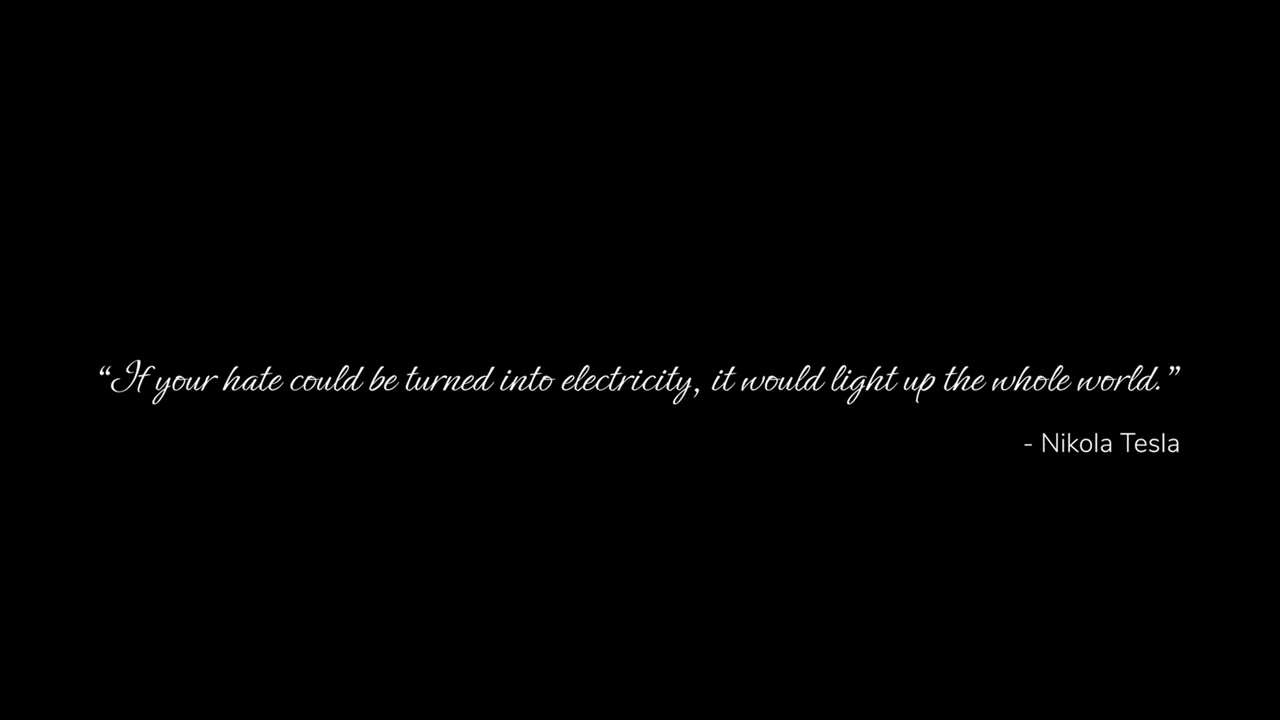 “If your hate could be turned into electricity, it would light up the whole world.”
- Nikola Tesla